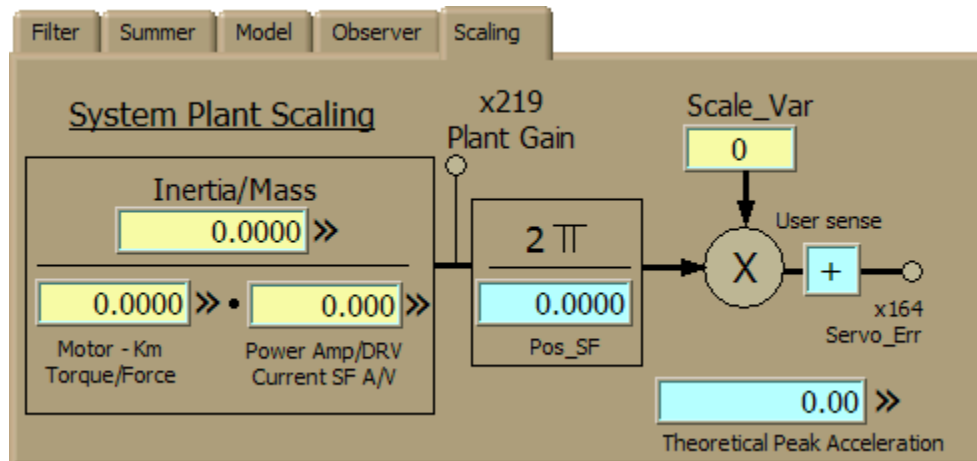 Filter Summer Model Observer Scaling
System Plant Scaling
x219
Plant Gain
Scale_Var
0
Inertia/Mass
0.0000 »
0.0000 » • 0.000 »
Motor - Km
Torque/Force
Power Amp/DRV
Current SF A/V
2 π
0.0000
Pos_SF
X
User sense
+
x164
Servo_Err
0.00 »
Theoretical Peak Acceleration